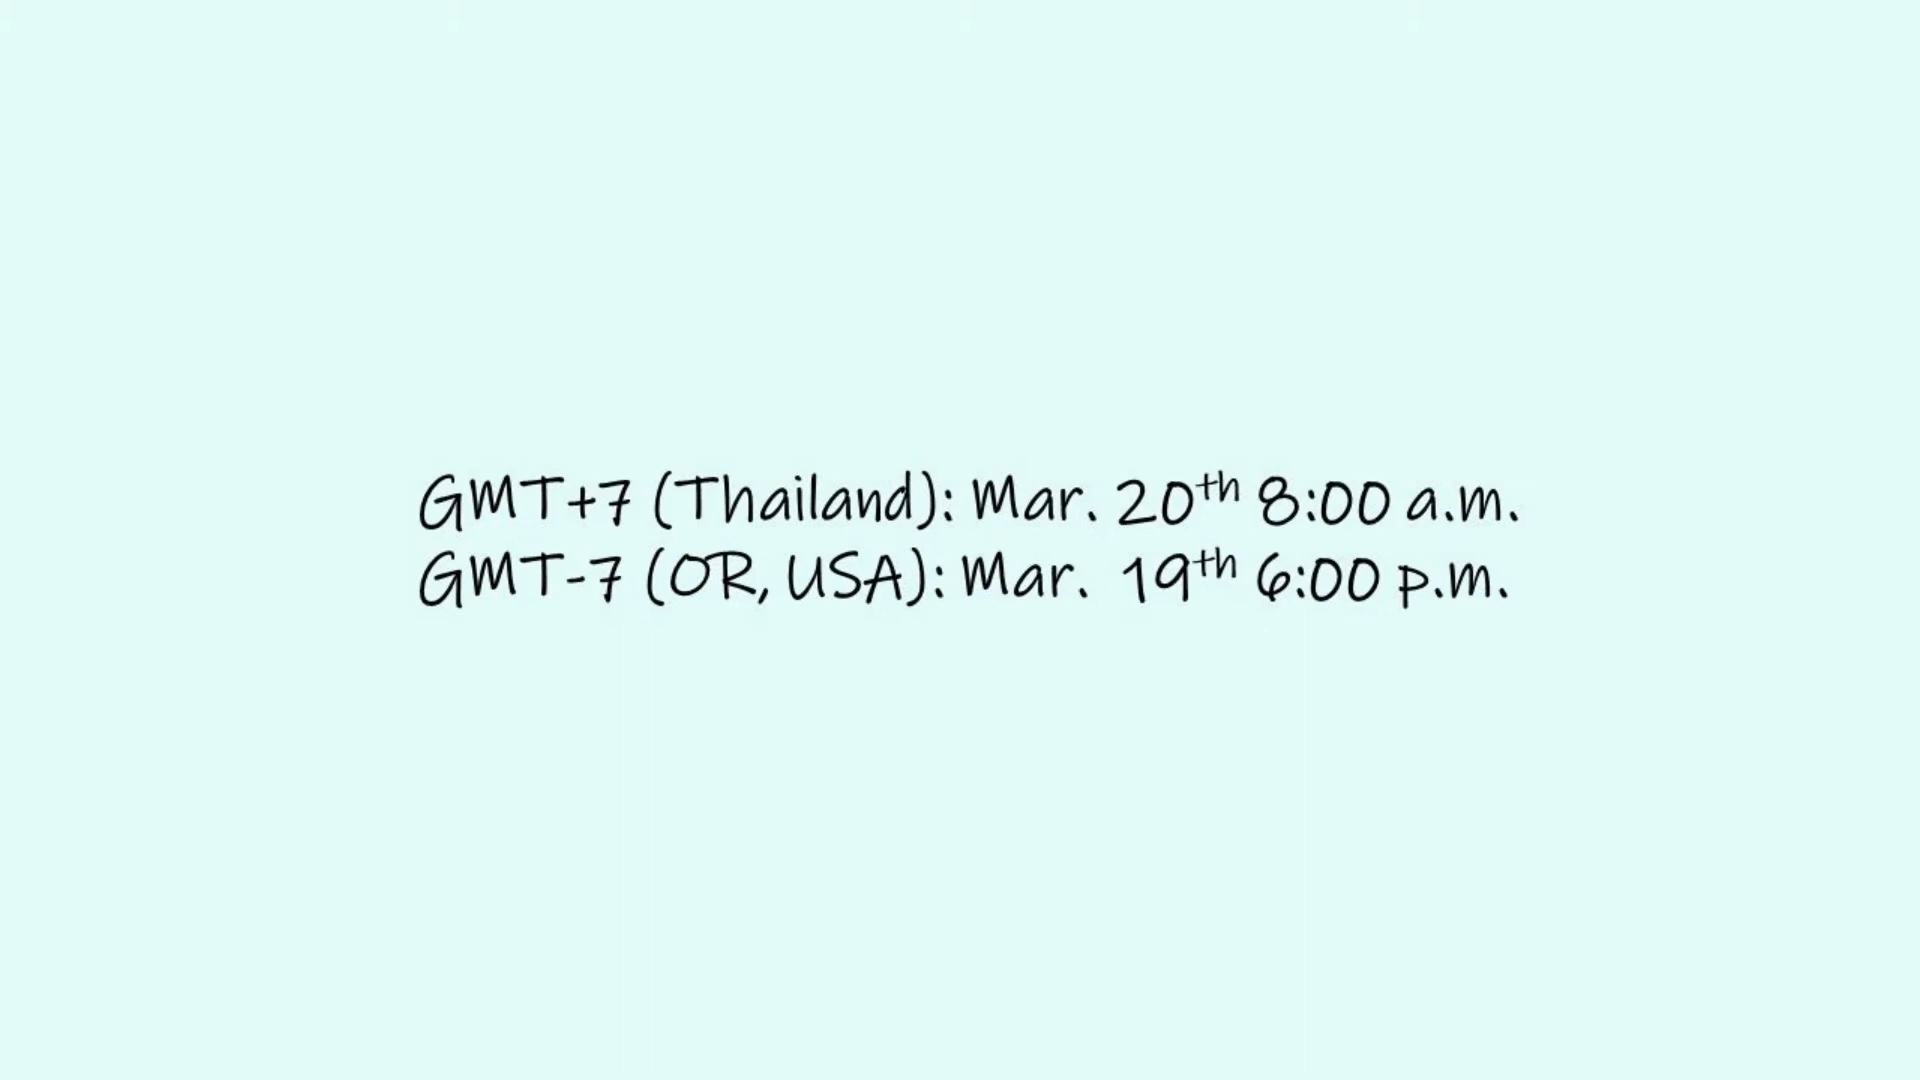 GMT+7 (Thailand): Mar. 20th 8:00 a.m.
GMT-7 (OR, USA): Mar. 19th 6:00 p.m.